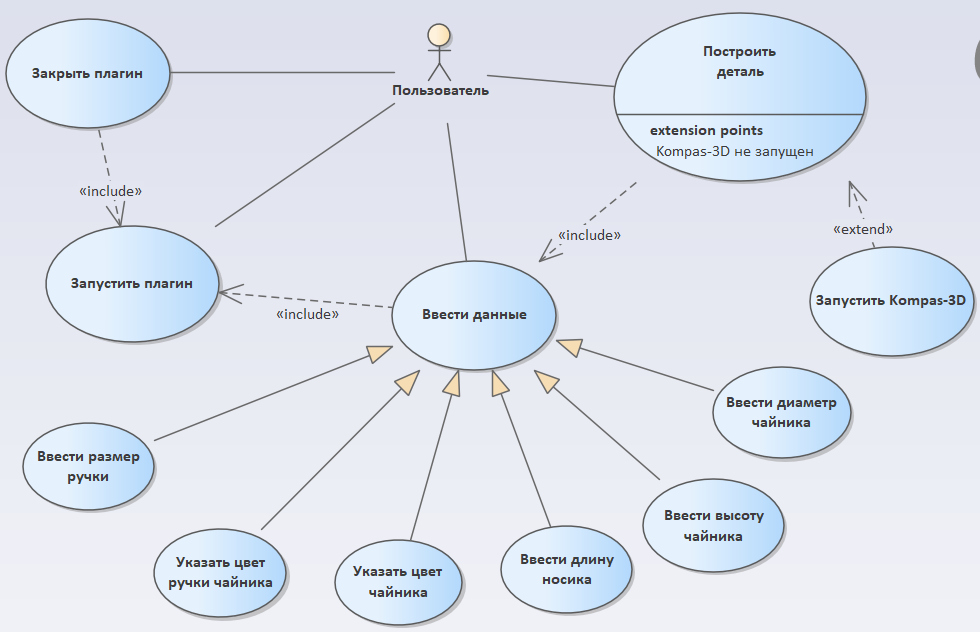 Закрыть плагин
Пользователь
Построить
деталь
extension points
Kompas-3D не запущен
«include»
«include»
«extend»
Запустить плагин
«include»
Ввести данные
Запустить Kompas-3D
Ввести диаметр
чайника
Ввести размер
ручки
Ввести высоту
чайника
Указать цвет
ручки чайника
Указать цвет
чайника
Ввести длину
носика